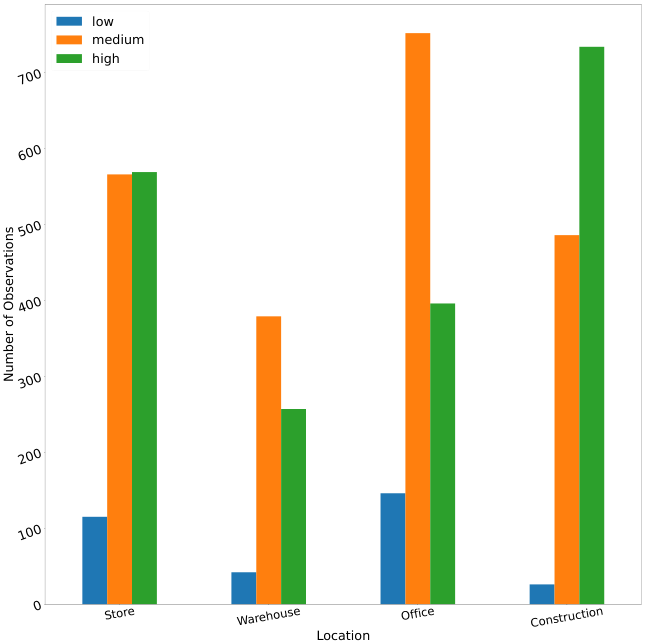 low
medium
high
700
600
500
400
300
200
100
0
Number of Observations
Store
Warehouse
Office
Construction
Location